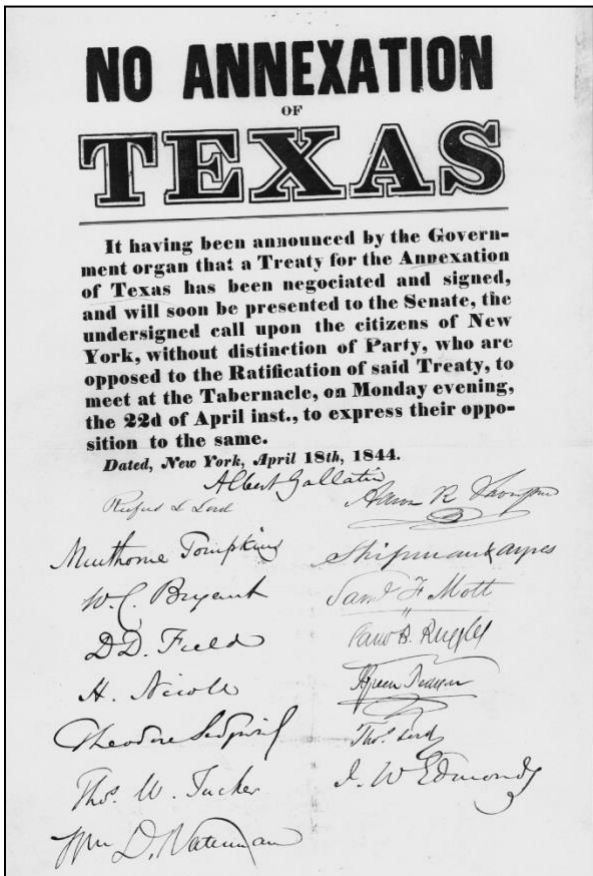 NO ANNEXATION
OF
TEXAS
It having been announced by the Govern-
ment organ that a Treaty for the Annexation
of Texas has been negociated and signed,
and will soon be presented to the Senate, the
undersigned call upon the citizens of New
York, without distinction of Party, who are
opposed to the Ratification of said Treaty, to
meet at the Tabernacle, on Monday evening,
the 22d of April inst., to express their oppo-
sition to the same.
Dated, New York, April 18th, 1844.
Albert Gallatin
Rufus L Lord
Aaron R Thompson
Minthorne Tompkins
Shipman & ayres
W. C. Bryant
Saml F Mott
D. D. Field
B. Ruggles
H. Nicoll
Theodore Sedgwick
Thos. Lord
Thos. W. Tucker
J. W Edmonds
Wm D. Waterman